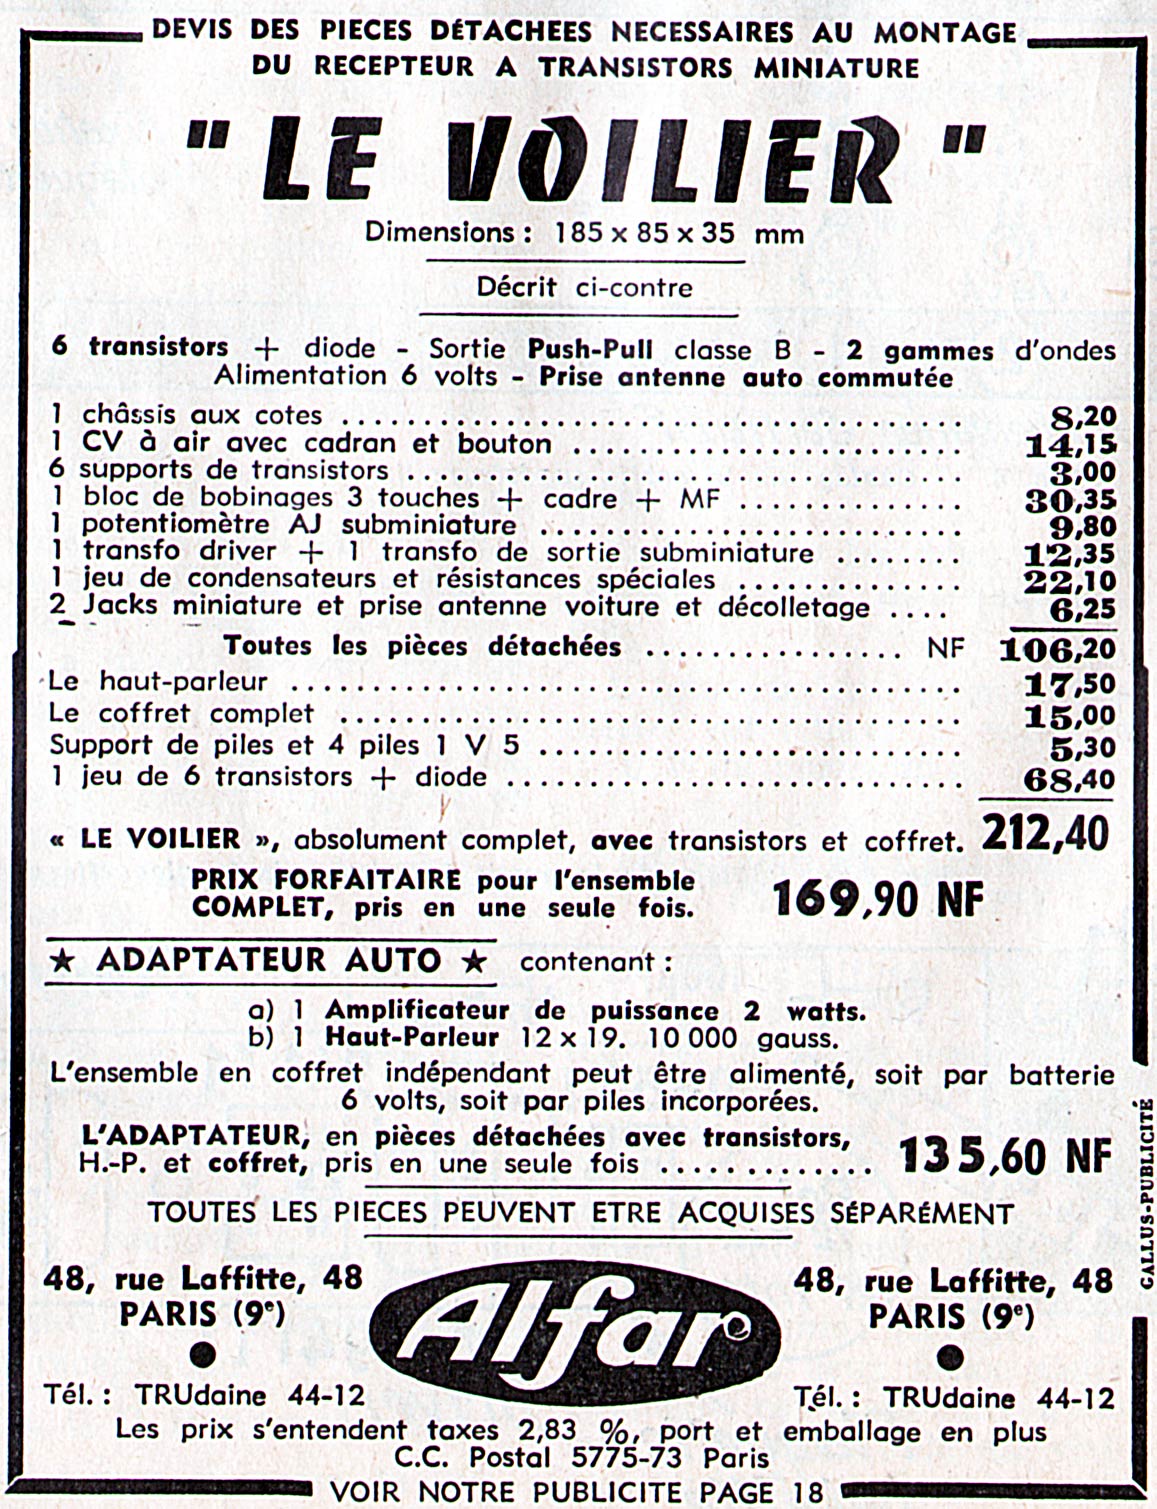 DEVIS DES PIECES DÉTACHEES NECESSAIRES AU MONTAGE
DU RECEPTEUR A TRANSISTORS MINIATURE
" LE VOILIER "
Dimensions : 185 x 85 x 35 mm
Décrit ci-contre
6 transistors + diode - Sortie Push-Pull classe B - 2 gammes d'ondes
Alimentation 6 volts - Prise antenne auto commutée
1 châssis aux cotes ........................................ 8,20
1 CV à air avec cadran et bouton ......................... 14,15
6 supports de transistors .................................... 3,00
1 bloc de bobinages 3 touches + cadre + MF .............. 30,35
1 potentiomètre AJ subminiature ........................... 9,80
1 transfo driver + 1 transfo de sortie subminiature ........ 12,35
1 jeu de condensateurs et résistances spéciales .............. 22,10
2 Jacks miniature et prise antenne voiture et décolletage .... 6,25
Toutes les pièces détachées ................ NF 106,20
Le haut-parleur ........................................... 17,50
Le coffret complet ........................................ 15,00
Support de piles et 4 piles 1 V 5 ........................... 5,30
1 jeu de 6 transistors + diode ............................. 68,40
« LE VOILIER », absolument complet, avec transistors et coffret. 212,40
PRIX FORFAITAIRE pour l'ensemble
COMPLET, pris en une seule fois. 169,90 NF
★ ADAPTATEUR AUTO ★ contenant :
a) 1 Amplificateur de puissance 2 watts.
b) 1 Haut-Parleur 12 x 19. 10 000 gauss.
L'ensemble en coffret indépendant peut être alimenté, soit par batterie
6 volts, soit par piles incorporées.
L'ADAPTATEUR, en pièces détachées avec transistors,
H.-P. et coffret, pris en une seule fois ............. 135,60 NF
TOUTES LES PIECES PEUVENT ETRE ACQUISES SÉPARÉMENT
48, rue Laffitte, 48
PARIS (9e)
●
Tél. : TRUdaine 44-12
Alfar
48, rue Laffitte, 48
PARIS (9e)
●
Tél. : TRUdaine 44-12
Les prix s'entendent taxes 2,83 %, port et emballage en plus
C.C. Postal 5775-73 Paris
VOIR NOTRE PUBLICITE PAGE 18
GALLUS-PUBLICITÉ